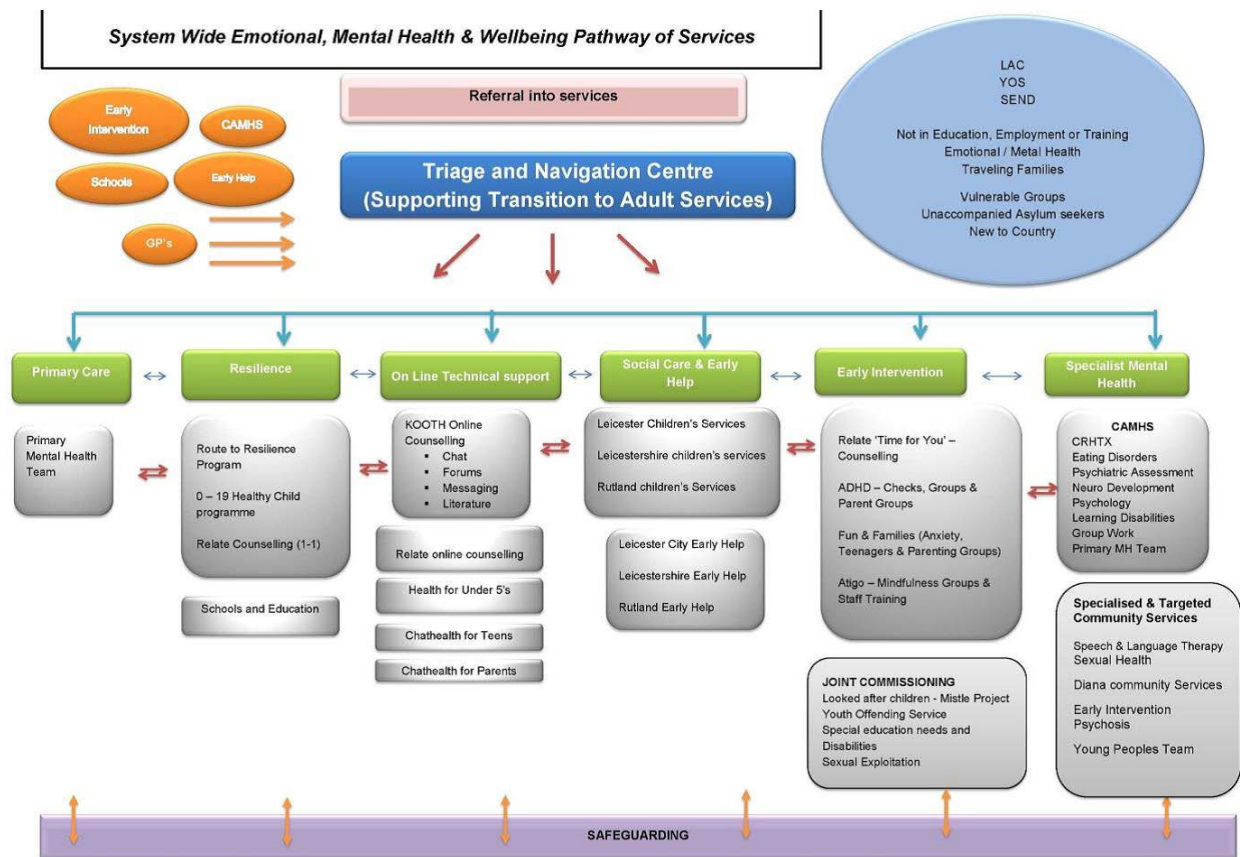 System Wide Emotional, Mental Health & Wellbeing Pathway of Services
Early
Intervention
CAMHS
Schools
Early Help
GP's
Referral into services
Triage and Navigation Centre
(Supporting Transition to Adult Services)
LAC
YOS
SEND
Not in Education, Employment or Training
Emotional / Metal Health
Traveling Families
Vulnerable Groups
Unaccompanied Asylum seekers
New to Country
Primary Care
Resilience
On Line Technical support
Social Care & Early
Help
Early Intervention
Specialist Mental
Health
Primary
Mental Health
Team
Route to Resilience
Program
0 – 19 Healthy Child
programme
Relate Counselling (1-1)
Schools and Education
KOOTH Online
Counselling
▪ Chat
▪ Forums
▪ Messaging
▪ Literature
Relate online counselling
Health for Under 5's
Chathealth for Teens
Chathealth for Parents
Leicester Children's Services
Leicestershire children's services
Rutland children's Services
Leicester City Early Help
Leicestershire Early Help
Rutland Early Help
Relate 'Time for You' –
Counselling
ADHD – Checks, Groups &
Parent Groups
Fun & Families (Anxiety,
Teenagers & Parenting Groups)
Atigo – Mindfulness Groups &
Staff Training
JOINT COMMISSIONING
Looked after children - Mistle Project
Youth Offending Service
Special education needs and
Disabilities
Sexual Exploitation
CAMHS
CRHTX
Eating Disorders
Psychiatric Assessment
Neuro Development
Psychology
Learning Disabilities
Group Work
Primary MH Team
Specialised & Targeted
Community Services
Speech & Language Therapy
Sexual Health
Diana community Services
Early Intervention
Psychosis
Young Peoples Team
SAFEGUARDING